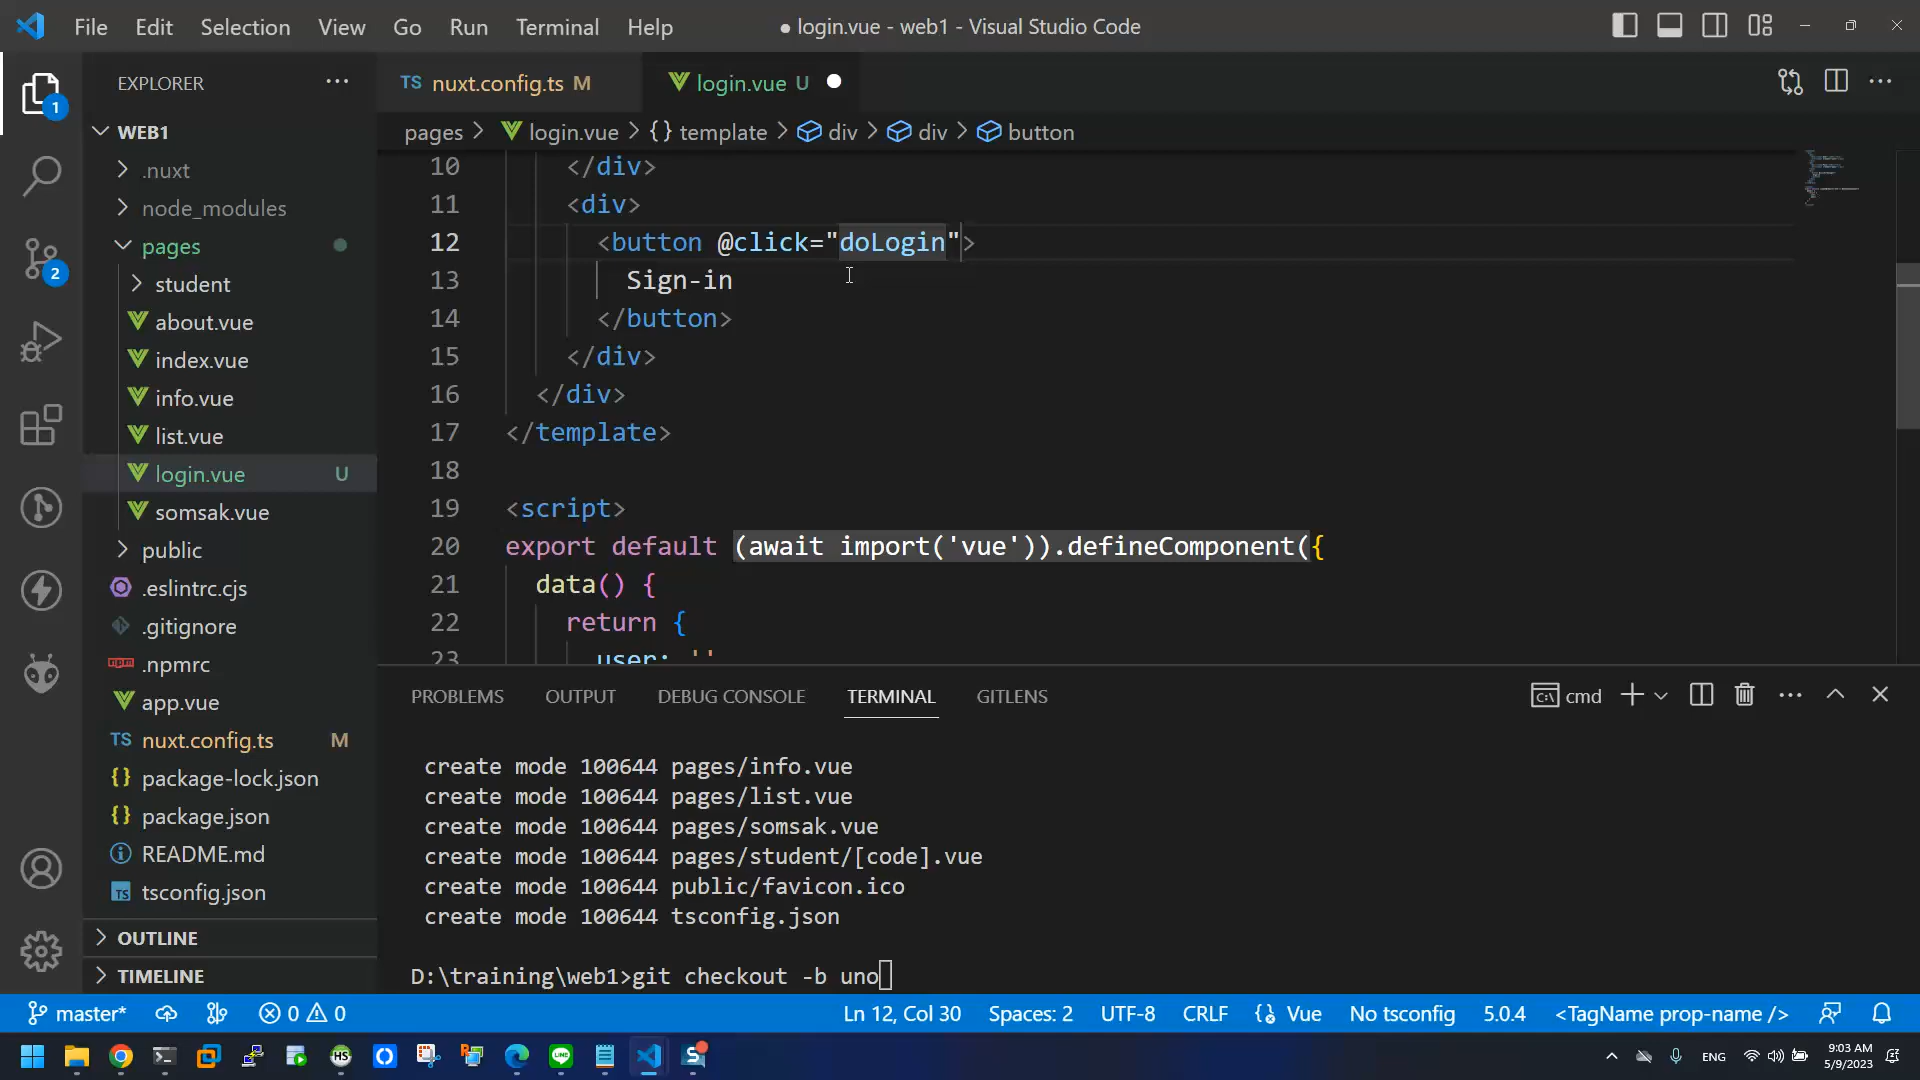 File Edit Selection View Go Run Terminal Help
● login.vue - web1 - Visual Studio Code
EXPLORER
TS nuxt.config.ts M
login.vue U
pages > login.vue > {} template > div > div > button
1
2
WEB1
.nuxt
node_modules
pages
student
about.vue
index.vue
info.vue
list.vue
login.vue U
somsak.vue
public
.eslintrc.cjs
.gitignore
.npmrc
app.vue
TS nuxt.config.ts M
{} package-lock.json
{} package.json
README.md
TS tsconfig.json
OUTLINE
TIMELINE
10 </div>
11 <div>
12 <button @click="doLogin">
13 Sign-in
14 </button>
15 </div>
16 </div>
17 </template>
18
19 <script>
20 export default (await import('vue')).defineComponent({
21 data() {
22 return {
23 user: ''
PROBLEMS OUTPUT DEBUG CONSOLE TERMINAL GITLENS
cmd
create mode 100644 pages/info.vue
create mode 100644 pages/list.vue
create mode 100644 pages/somsak.vue
create mode 100644 pages/student/[code].vue
create mode 100644 public/favicon.ico
create mode 100644 tsconfig.json
D:\training\web1>git checkout -b uno
master* 0 0 Ln 12, Col 30 Spaces: 2 UTF-8 CRLF Vue No tsconfig 5.0.4 <TagName prop-name />
HS
LINE
S
ENG
9:03 AM
5/9/2023